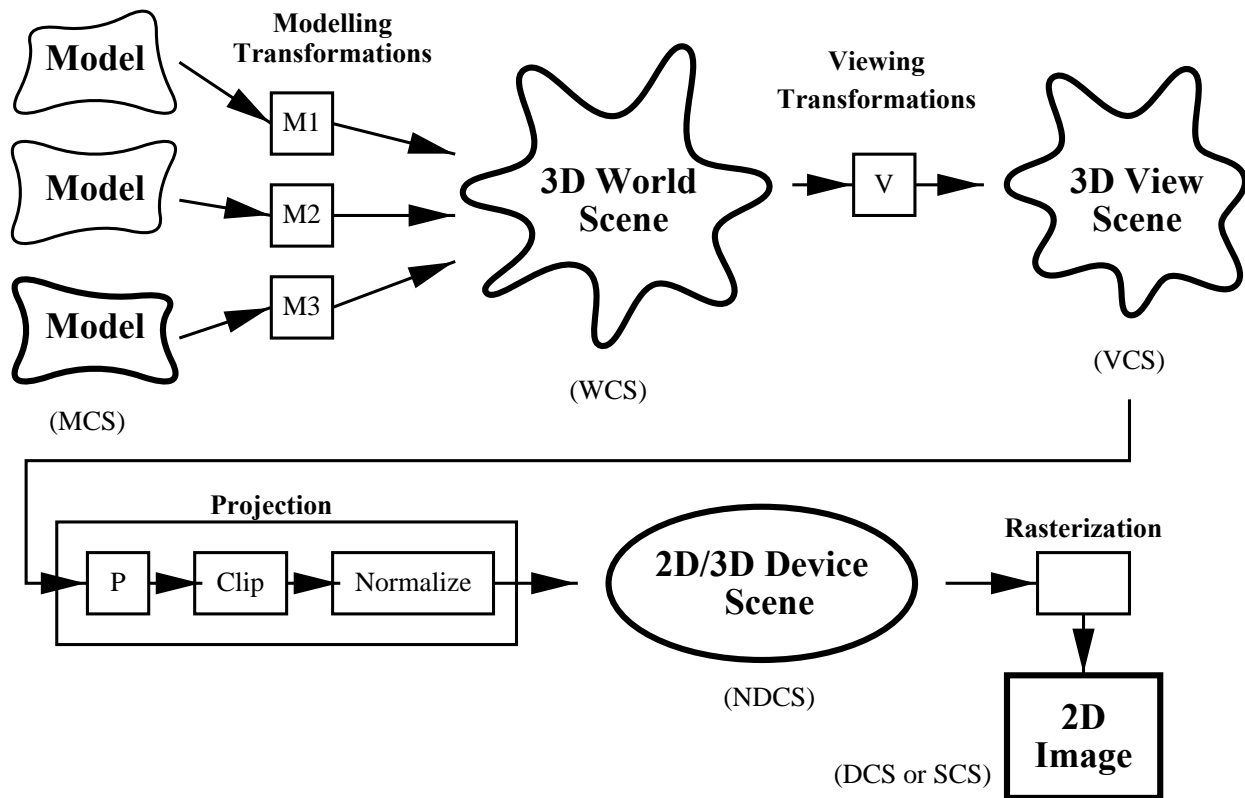 Model
Modelling
Transformations
M1
Model
M2
Model
M3
(MCS)
3D World
Scene
(WCS)
Viewing
Transformations
V
3D View
Scene
(VCS)
Projection
P
Clip
Normalize
2D/3D Device
Scene
(NDCS)
Rasterization
2D
Image
(DCS or SCS)